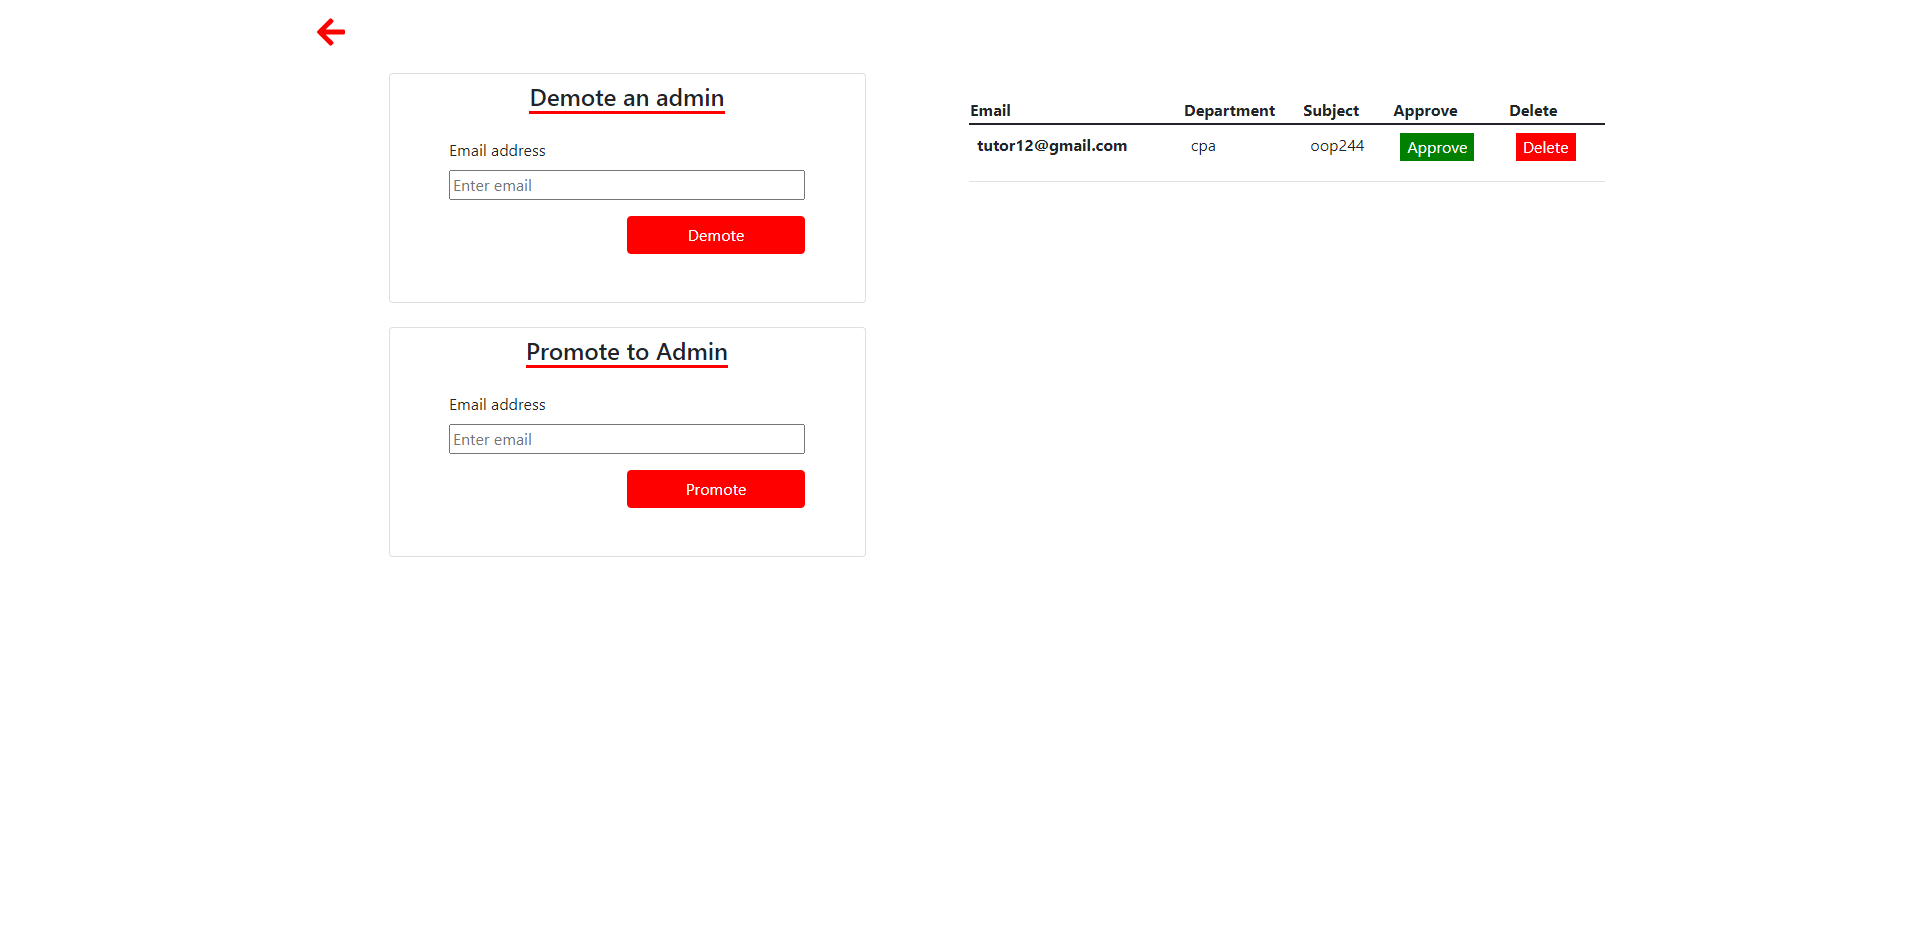 Demote an admin
Email address
Enter email
Demote
Promote to Admin
Email address
Enter email
Promote
Email Department Subject Approve Delete
tutor12@gmail.com cpa oop244 Approve Delete